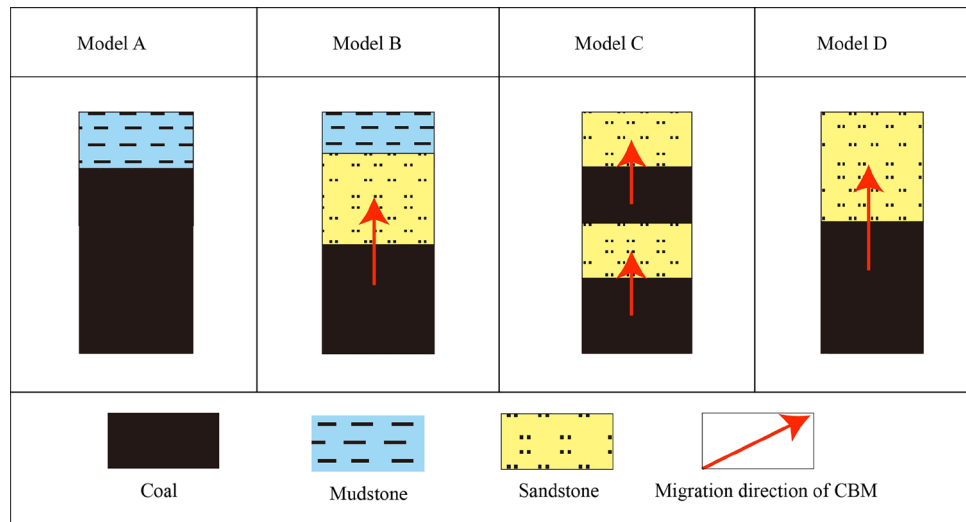 Model A
Model B
Model C
Model D
Coal
Mudstone
Sandstone
Migration direction of CBM